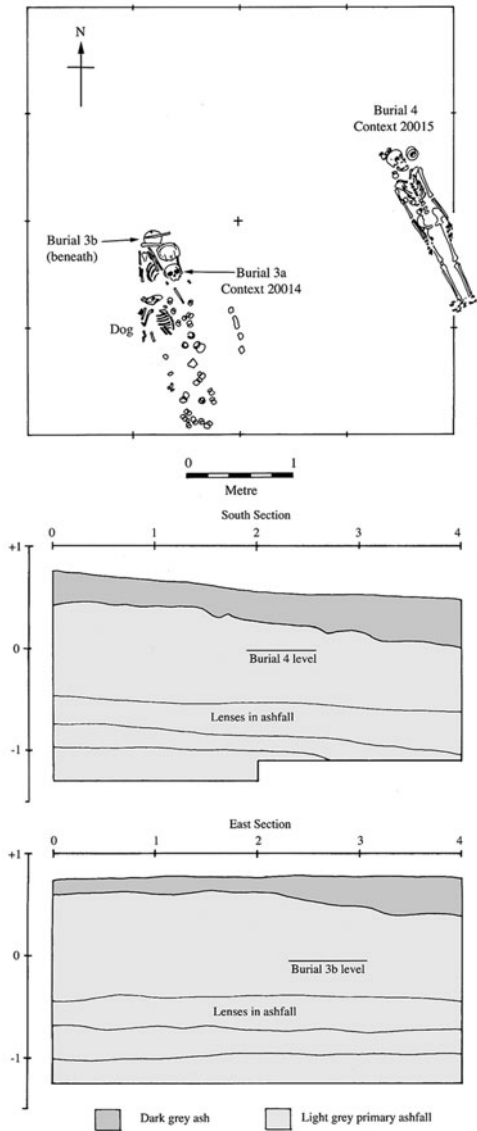 N
Burial 4
Context 20015
Burial 3b
(beneath)
Burial 3a
Context 20014
Dog
0 1
Metre
South Section
0 1 2 3 4
+1
0
-1
Burial 4 level
Lenses in ashfall
East Section
0 1 2 3 4
+1
0
-1
Burial 3b level
Lenses in ashfall
Dark grey ash Light grey primary ashfall